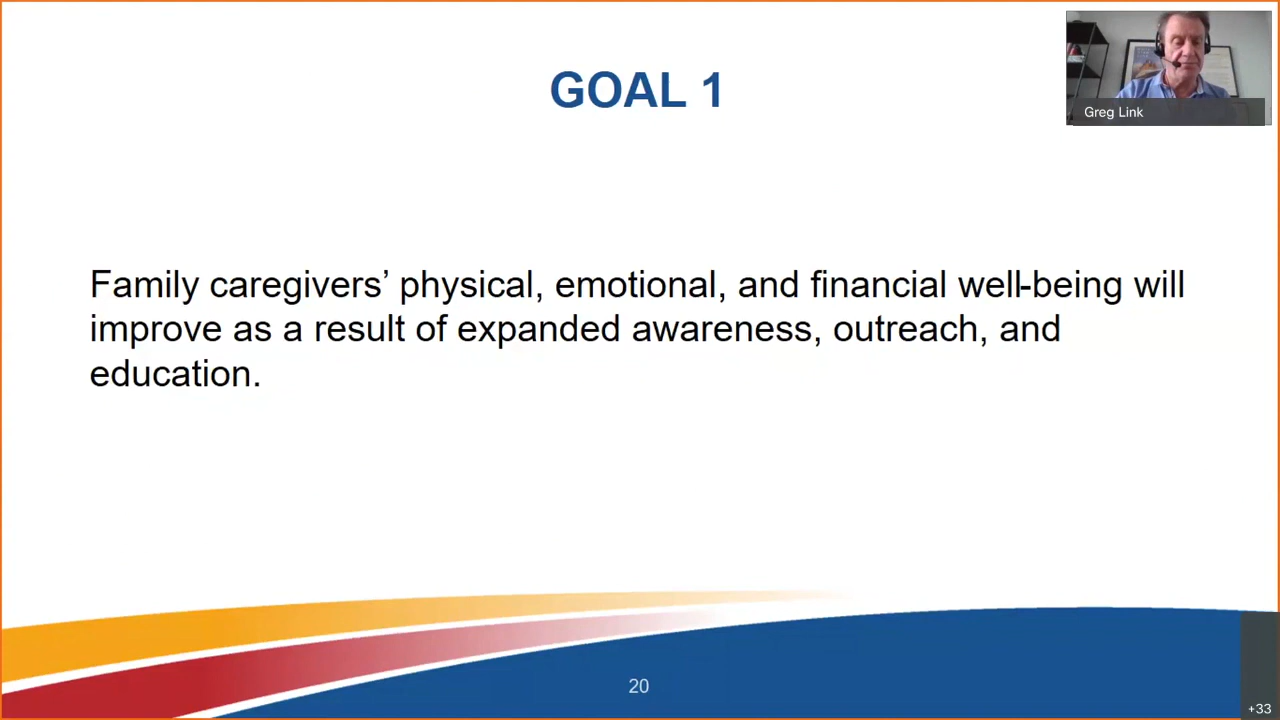 GOAL 1
Greg Link
Family caregivers’ physical, emotional, and financial well-being will
improve as a result of expanded awareness, outreach, and
education.
20
+33